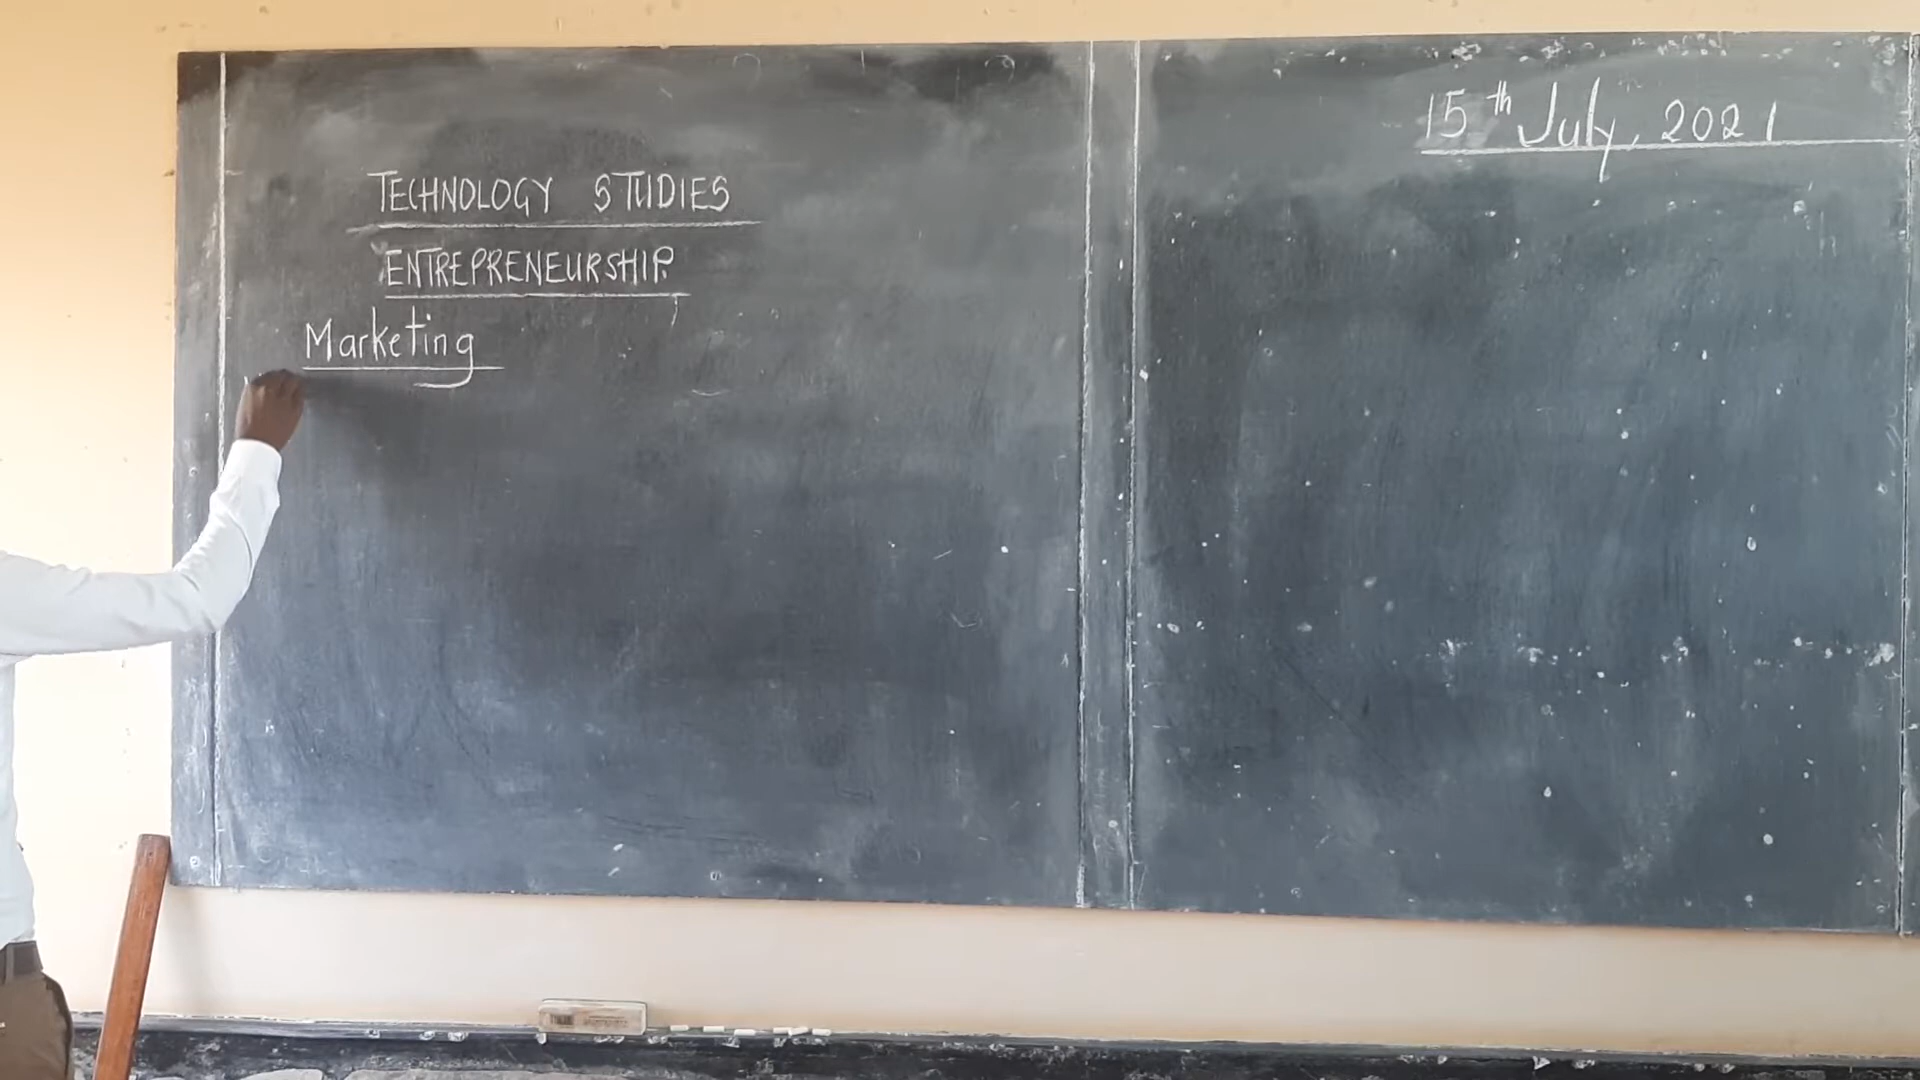 15th July, 2021
TECHNOLOGY STUDIES
ENTREPRENEURSHIP.
Marketing